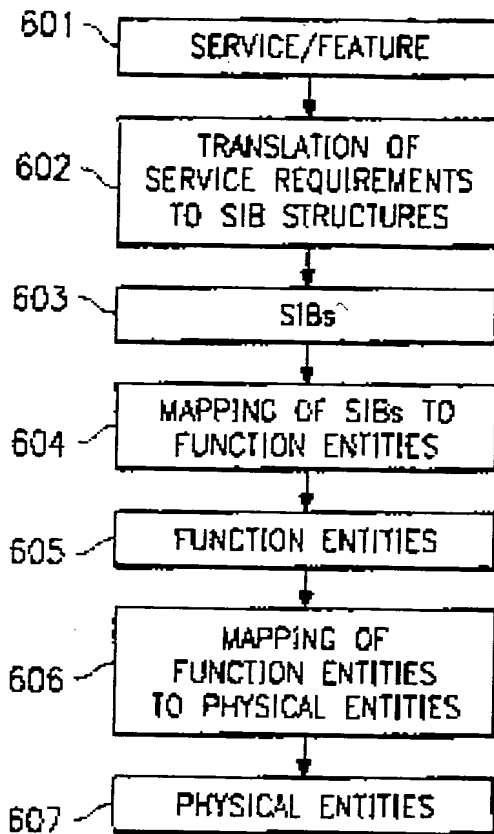 601
SERVICE/FEATURE
602
TRANSLATION OF
SERVICE REQUIREMENTS
TO SIB STRUCTURES
603
SIBs
604
MAPPING OF SIBs TO
FUNCTION ENTITIES
605
FUNCTION ENTITIES
606
MAPPING OF
FUNCTION ENTITIES
TO PHYSICAL ENTITIES
607
PHYSICAL ENTITIES